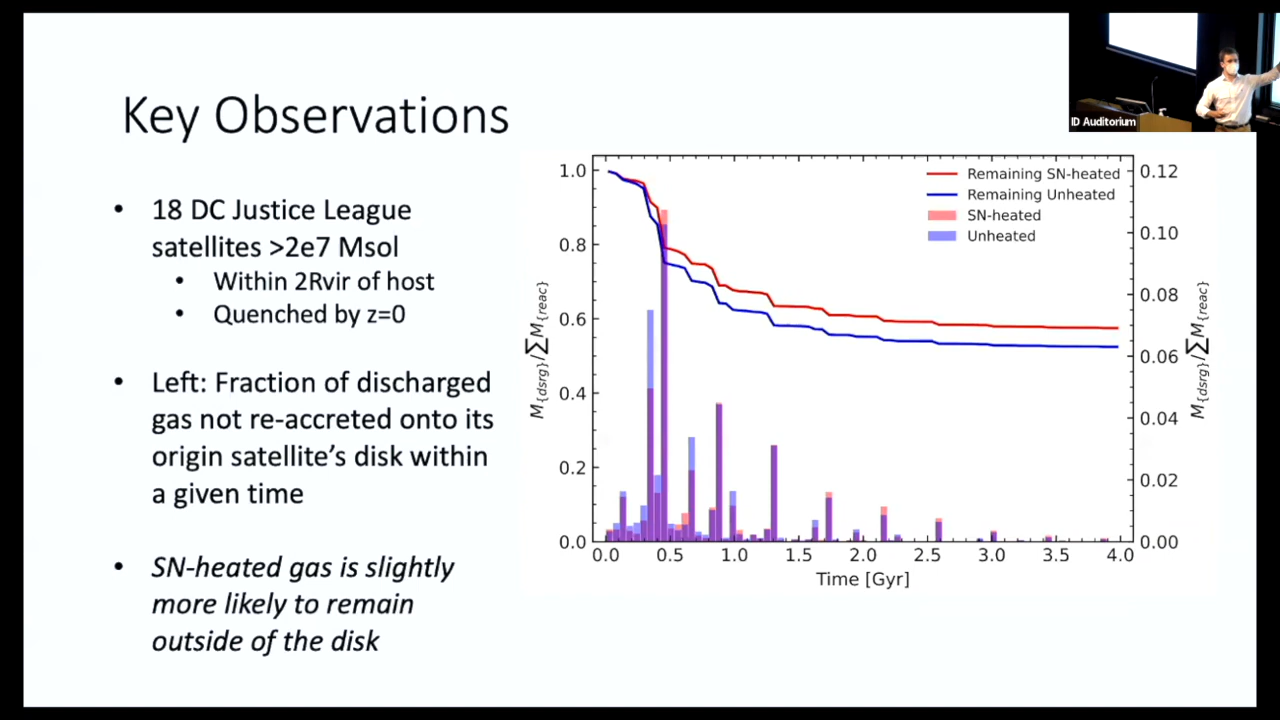 Key Observations
ID Auditorium
• 18 DC Justice League
satellites >2e7 Msol
• Within 2Rvir of host
• Quenched by z=0
• Left: Fraction of discharged
gas not re-accreted onto its
origin satellite's disk within
a given time
• SN-heated gas is slightly
more likely to remain
outside of the disk
Remaining SN-heated
Remaining Unheated
SN-heated
Unheated
1.0
0.8
0.6
0.4
0.2
0.0
M_{dsrg}/∑M_{reac}
0.12
0.10
0.08
0.06
0.04
0.02
0.00
M_{dsrg}/∑M_{reac}
0.0 0.5 1.0 1.5 2.0 2.5 3.0 3.5 4.0
Time [Gyr]